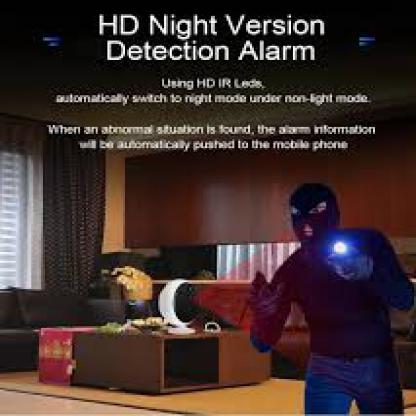 HD Night Version
Detection Alarm
Using HD IR Leds,
automatically switch to night mode under non-light mode.
When an abnormal situation is found, the alarm information
will be automatically pushed to the mobile phone